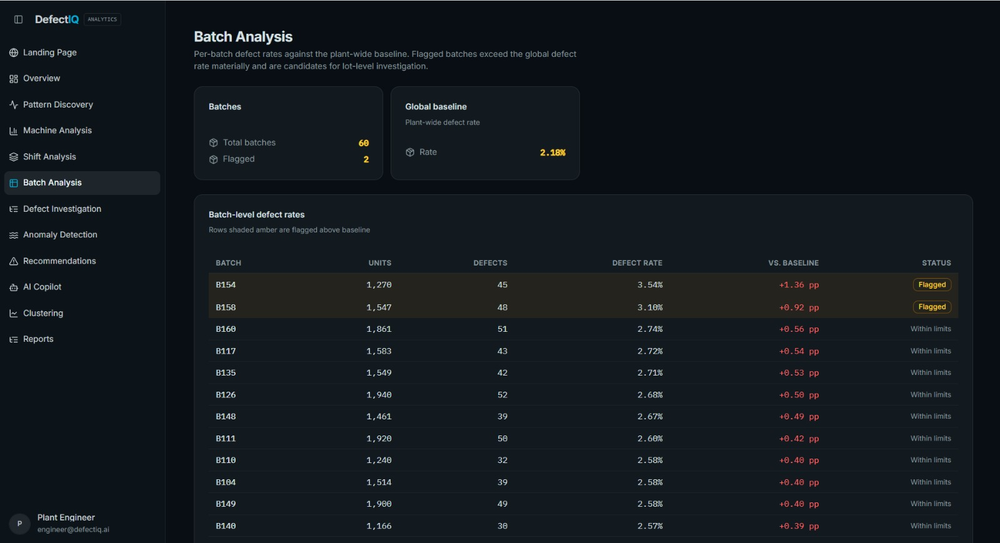 DefectIQ ANALYTICS
Landing Page
Overview
Pattern Discovery
Machine Analysis
Shift Analysis
Batch Analysis
Defect Investigation
Anomaly Detection
Recommendations
AI Copilot
Clustering
Reports
P
Plant Engineer
engineer@defectiq.ai
Batch Analysis
Per-batch defect rates against the plant-wide baseline. Flagged batches exceed the global defect
rate materially and are candidates for lot-level investigation.
Batches
Total batches 60
Flagged 2
Global baseline
Plant-wide defect rate
Rate 2.18%
Batch-level defect rates
Rows shaded amber are flagged above baseline
BATCH UNITS DEFECTS DEFECT RATE VS. BASELINE STATUS
B154 1,270 45 3.54% +1.36 pp Flagged
B158 1,547 48 3.10% +0.92 pp Flagged
B160 1,861 51 2.74% +0.56 pp Within limits
B117 1,583 43 2.72% +0.54 pp Within limits
B135 1,549 42 2.71% +0.53 pp Within limits
B126 1,940 52 2.68% +0.50 pp Within limits
B148 1,461 39 2.67% +0.49 pp Within limits
B111 1,920 50 2.60% +0.42 pp Within limits
B110 1,240 32 2.58% +0.40 pp Within limits
B104 1,514 39 2.58% +0.40 pp Within limits
B149 1,900 49 2.58% +0.40 pp Within limits
B140 1,166 30 2.57% +0.39 pp Within limits